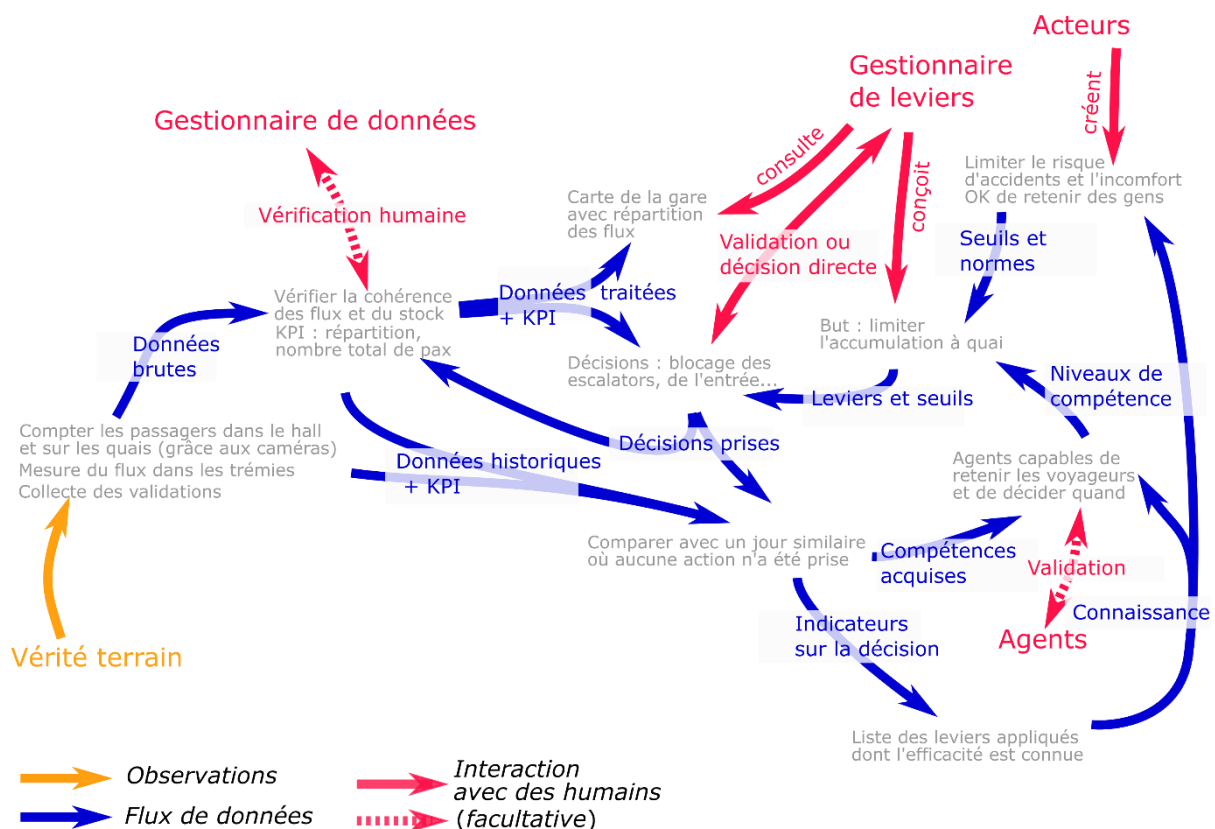 Acteurs
Gestionnaire
de leviers
créent
Gestionnaire de données
consulte
conçoit
Limiter le risque
d'accidents et l'incomfort
OK de retenir des gens
Carte de la gare
avec répartition
des flux
Vérification humaine
Validation ou
décision directe
Seuils et
normes
Vérifier la cohérence
des flux et du stock
KPI : répartition,
nombre total de pax
Données traitées
+ KPI
But : limiter
l'accumulation à quai
Données
brutes
Décisions : blocage des
escalators, de l'entrée...
Leviers et seuils
Niveaux de
compétence
Compter les passagers dans le hall
et sur les quais (grâce aux caméras)
Mesure du flux dans les trémies
Collecte des validations
Décisions prises
Données historiques
+ KPI
Agents capables de
retenir les voyageurs
et de décider quand
Comparer avec un jour similaire
où aucune action n'a été prise
Compétences
acquises
Validation
Connaissance
Indicateurs
sur la décision
Agents
Vérité terrain
Liste des leviers appliqués
dont l'efficacité est connue
Observations
Flux de données
Interaction
avec des humains
(facultative)